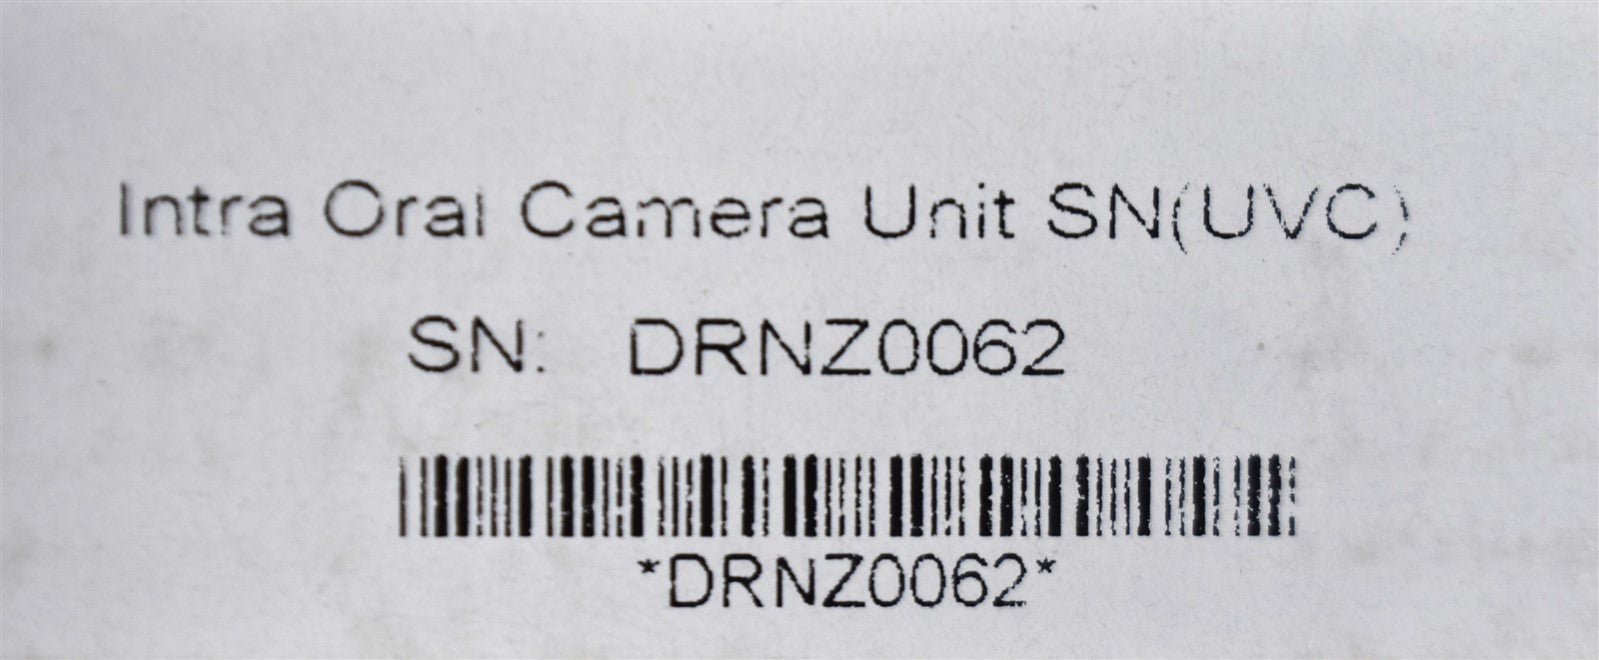 Intra Oral Camera Unit SN(UVC)
SN: DRNZ0062
*DRNZ0062*